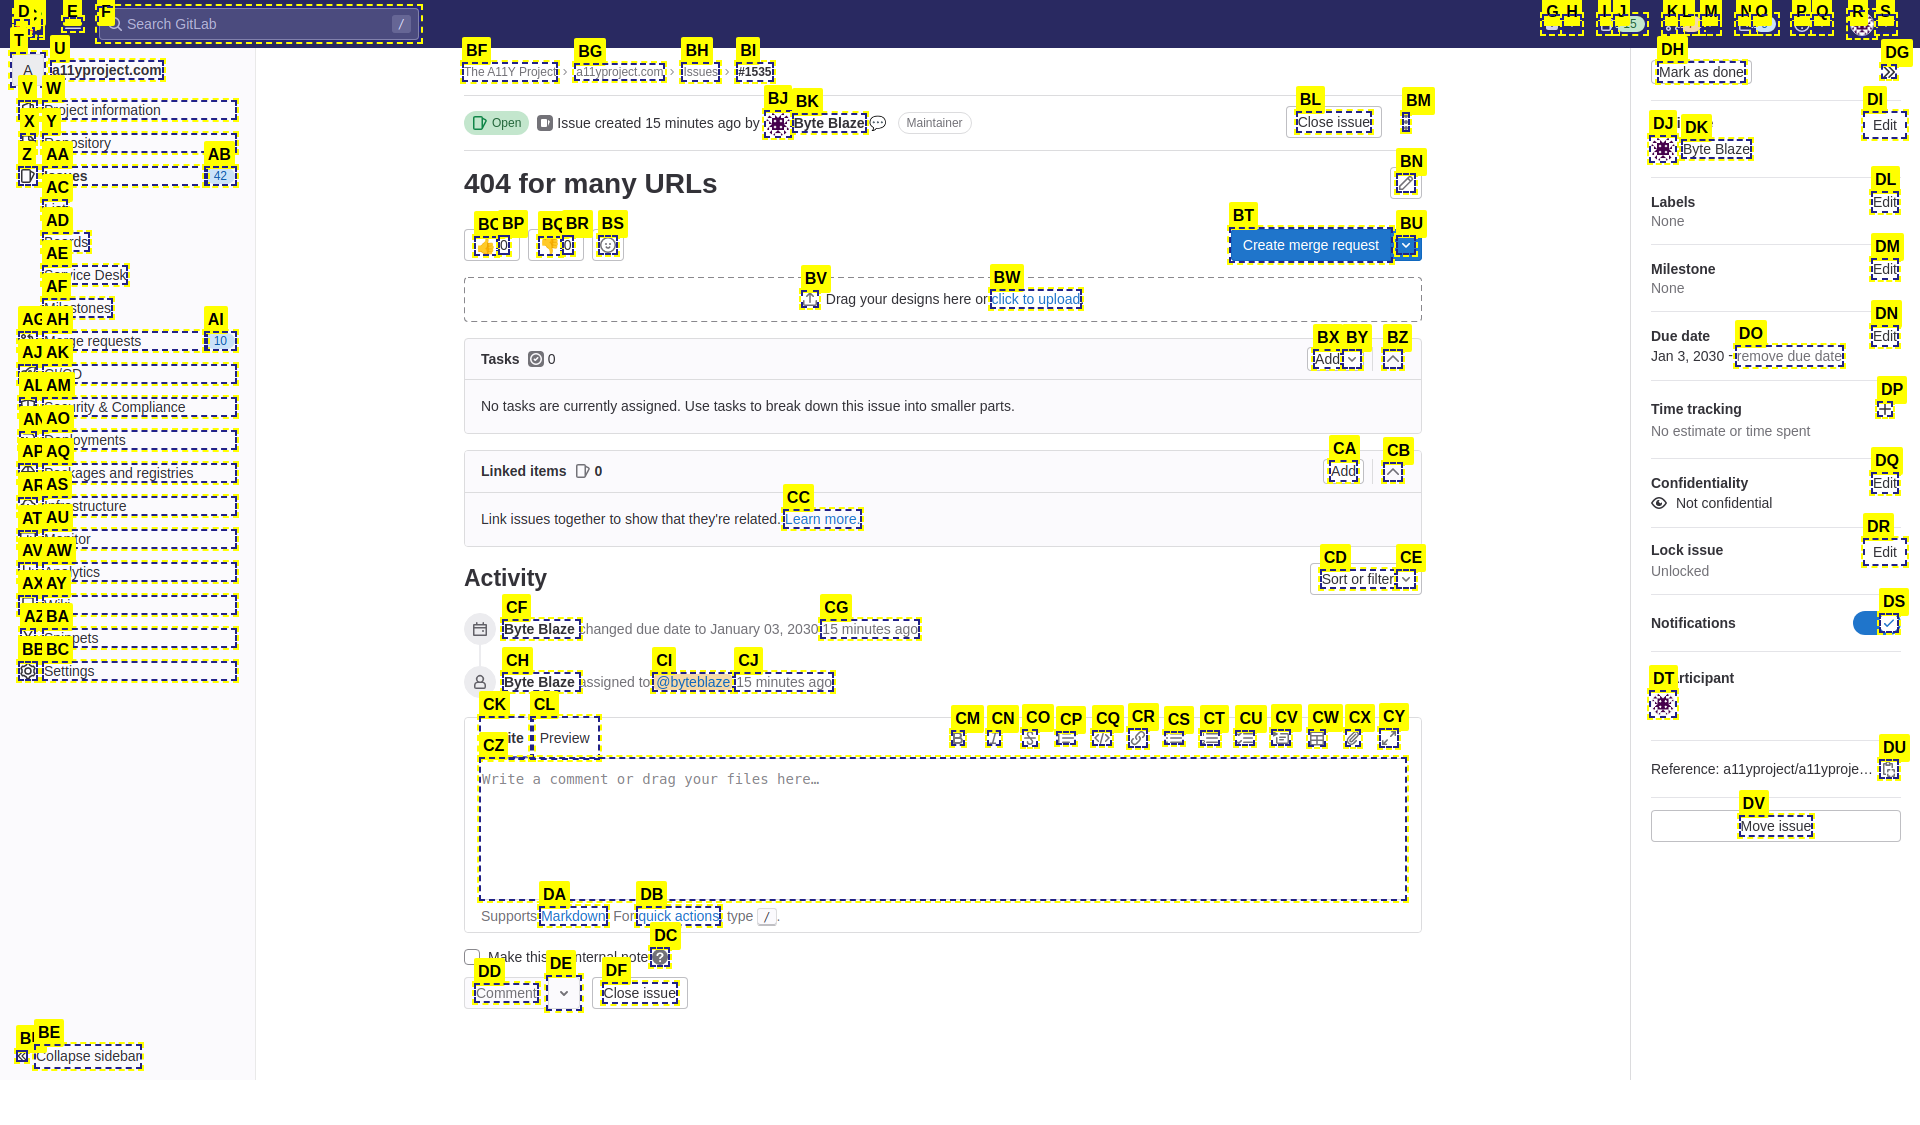 D E F G H I J 15 K L M N O P Q R S
Search GitLab /
T U A a11yproject.com
V W Project information
X Y Repository
Z AA Issues AB 42
AC
AD Boards
AE Service Desk
AF Milestones
AG AH Merge requests AI 10
AJ AK CI/CD
AL AM Security & Compliance
AN AO Deployments
AP AQ Packages and registries
AR AS Infrastructure
AT AU Monitor
AV AW Analytics
AX AY Wiki
AZ BA Snippets
BB BC Settings
BE Collapse sidebar
BF BG BH BI
The A11Y Project › a11yproject.com › Issues › #1535
BJ BK BL BM
Open Issue created 15 minutes ago by Byte Blaze Maintainer Close issue
BN
404 for many URLs
BP BR BS BT BU
0 0 Create merge request
BV BW
Drag your designs here or click to upload.
BX BY BZ
Tasks 0 Add
No tasks are currently assigned. Use tasks to break down this issue into smaller parts.
CA CB
Linked items 0 Add
CC
Link issues together to show that they're related. Learn more.
CD CE
Activity Sort or filter
CF CG
Byte Blaze changed due date to January 03, 2030 15 minutes ago
CH CI CJ
Byte Blaze assigned to @byteblaze 15 minutes ago
CK CL CM CN CO CP CQ CR CS CT CU CV CW CX CY
Write Preview
CZ
Write a comment or drag your files here…
DA DB
Supports Markdown. For quick actions, type /.
DC
Make this an internal note
DD DE DF
Comment Close issue
DG DH
Mark as done
DI DJ DK
Edit
Byte Blaze
DL
Labels Edit
None
DM
Milestone Edit
None
DN DO
Due date Edit
Jan 3, 2030 - remove due date
DP
Time tracking
No estimate or time spent
DQ
Confidentiality Edit
Not confidential
DR
Lock issue Edit
Unlocked
DS
Notifications
DT Participant
DU
Reference: a11yproject/a11yproje…
DV
Move issue